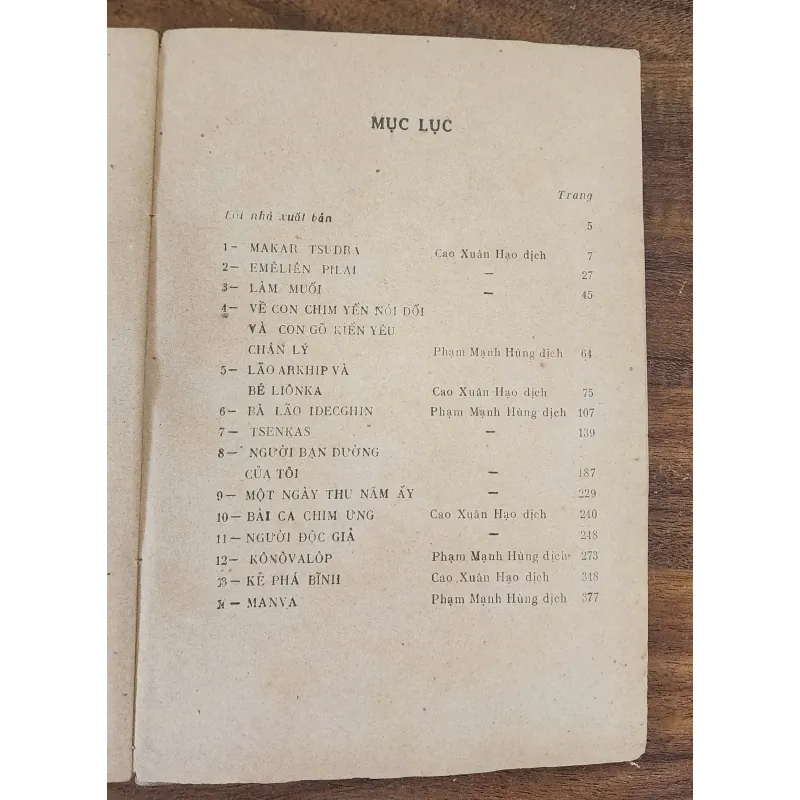 MỤC LỤC
Trang
Lời nhà xuất bản 5
1— MAKAR TSUDRA Cao Xuân Hạo dịch 7
2— EMÊLIÊN PILAI — 27
3— LÀM MUỐI — 45
4— VỀ CON CHIM YẾN NÓI DỐI
VÀ CON GÕ KIẾN YÊU
CHÂN LÝ Phạm Mạnh Hùng dịch 64
5— LÃO ARKHIP VÀ
BÉ LIÔNKA Cao Xuân Hạo dịch 75
6— BÀ LÃO IDECGHIN Phạm Mạnh Hùng dịch 107
7— TSENKAS — 139
8— NGƯỜI BẠN ĐƯỜNG
CỦA TÔI — 187
9— MỘT NGÀY THU NĂM ẤY — 229
10— BÀI CA CHIM ƯNG Cao Xuân Hạo dịch 240
11— NGƯỜI ĐỘC GIẢ — 248
12— KÔNÔVALÔP Phạm Mạnh Hùng dịch 273
13— KẺ PHÁ BĨNH Cao Xuân Hạo dịch 348
14— MANVA Phạm Mạnh Hùng dịch 377